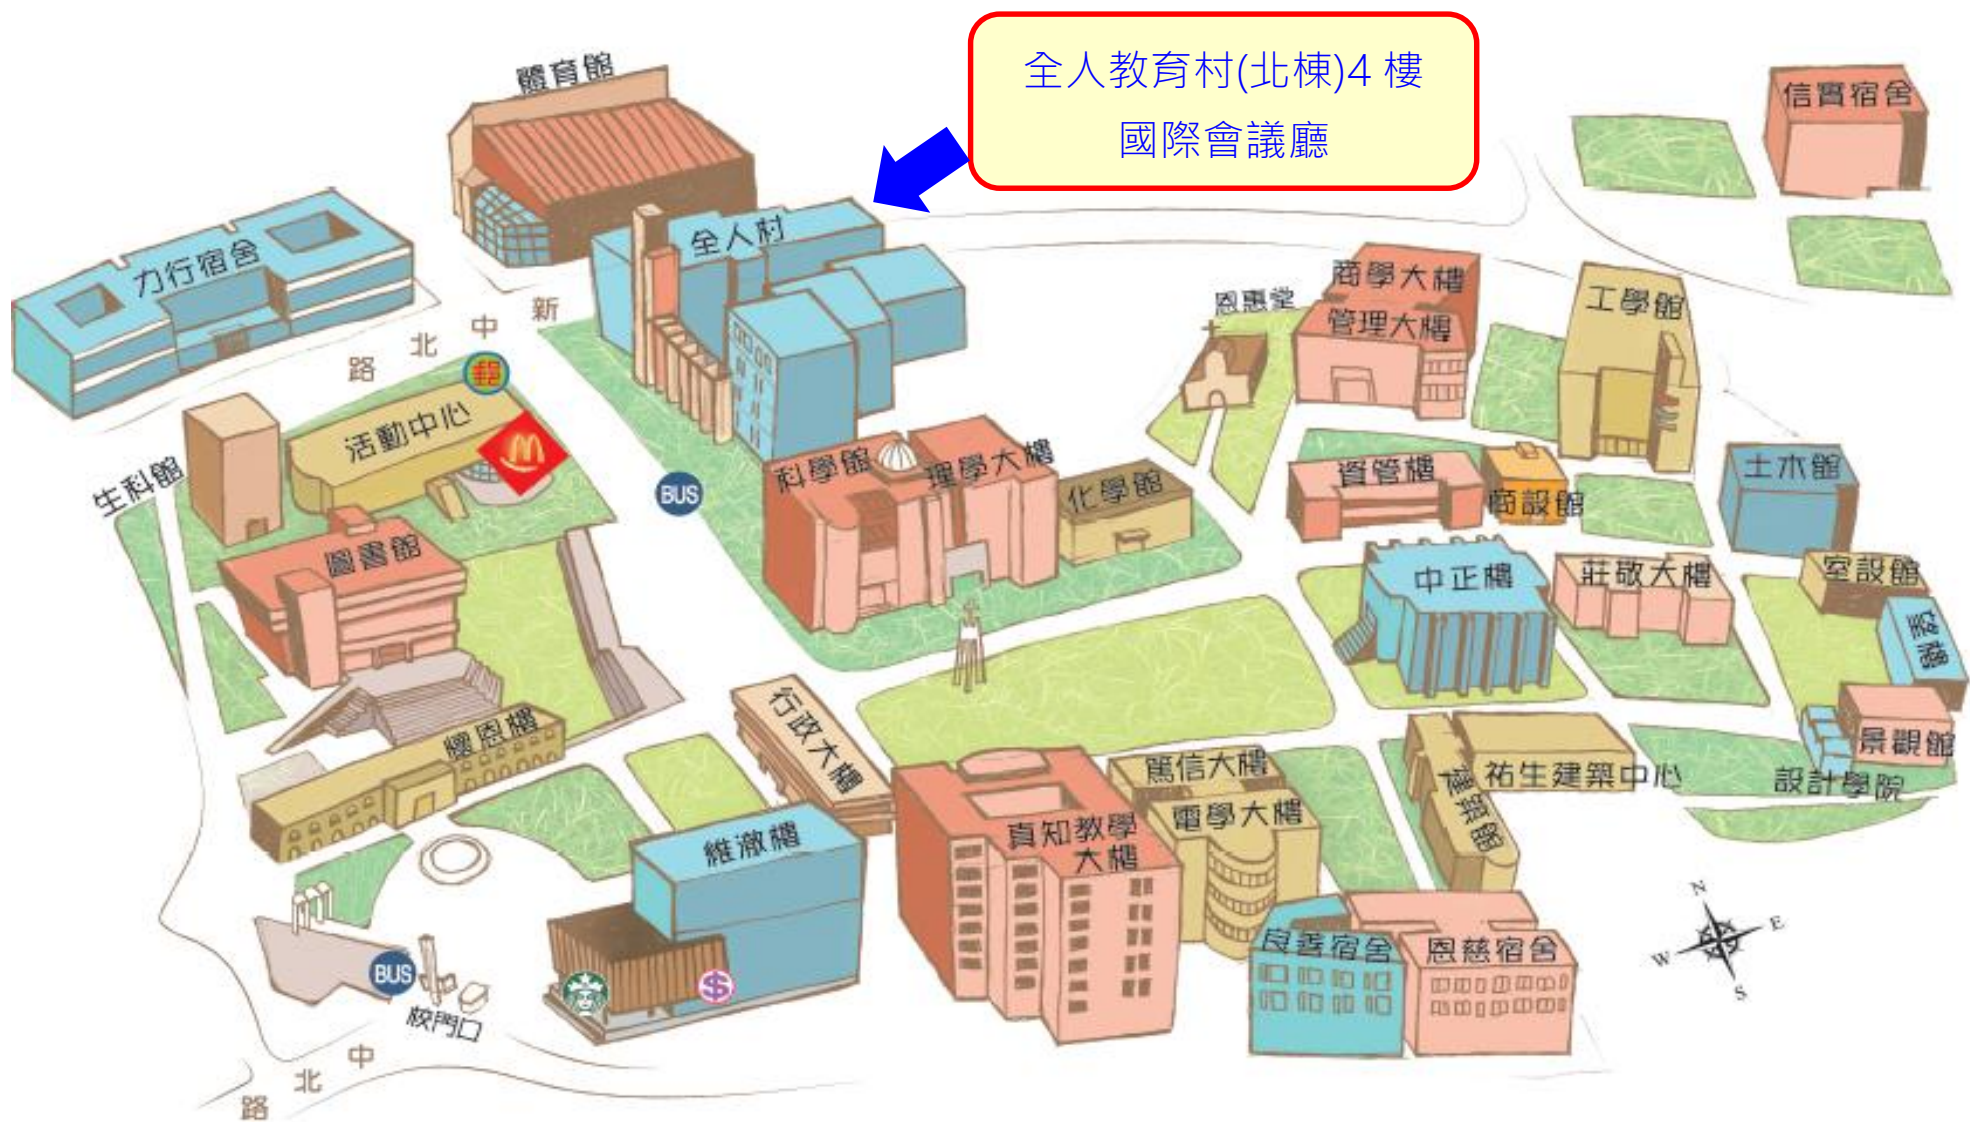 全人教育村(北棟)4 樓
國際會議廳
體育館
信實宿舍
全人村
力行宿舍
新
中
北
路
郵
恩惠堂
商學大樓
管理大樓
工學館
活動中心
生科館
BUS
科學館
理學大樓
化學館
資管樓
商設館
土木館
圖書館
中正樓
莊敬大樓
室設館
望樓
懷恩樓
行政大樓
景觀館
設計學院
篤信大樓
電學大樓
祐生建築中心
建築館
維澈樓
真知教學
大樓
良善宿舍
恩慈宿舍
N
E
W
S
BUS
$
校門口
中
北
路